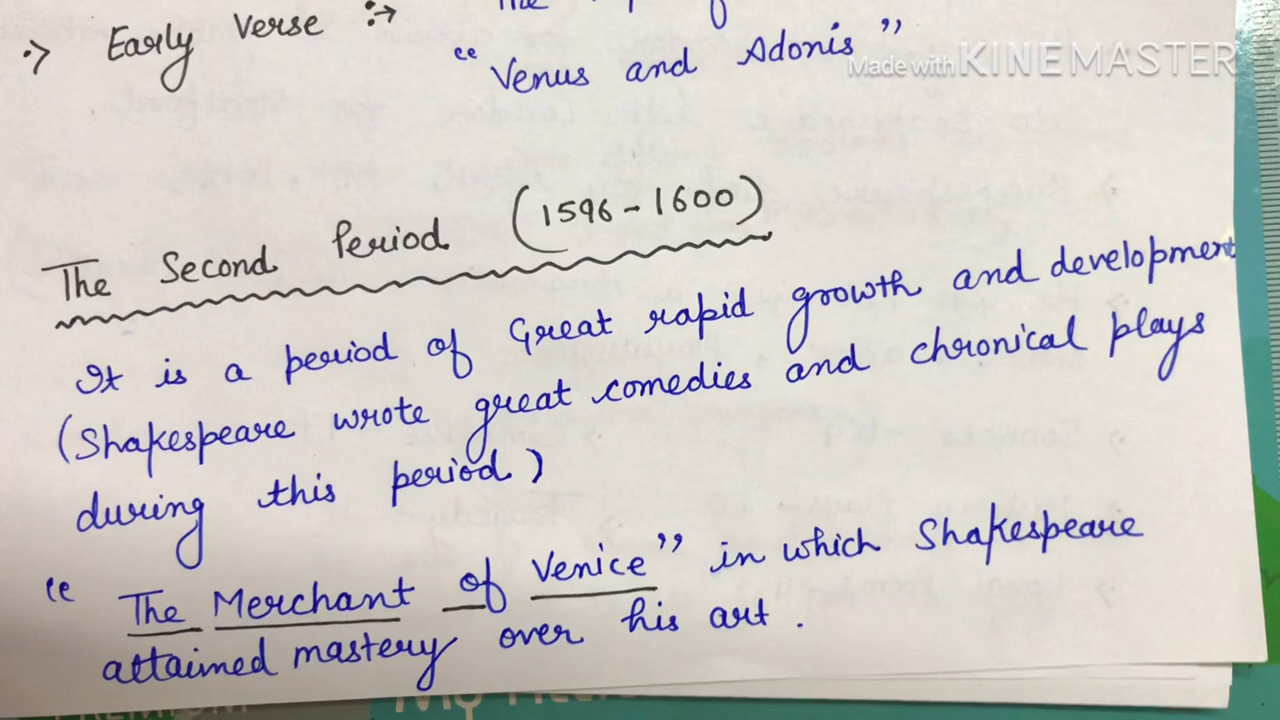 :→ Early Verse :→
"Venus and Adonis"
Made with KINEMASTER
The Second Period (1596-1600)
It is a period of Great rapid growth and development
(Shakespeare wrote great comedies and chronical plays
during this period.)
"The Merchant of Venice" in which Shakespeare
attained mastery over his art.